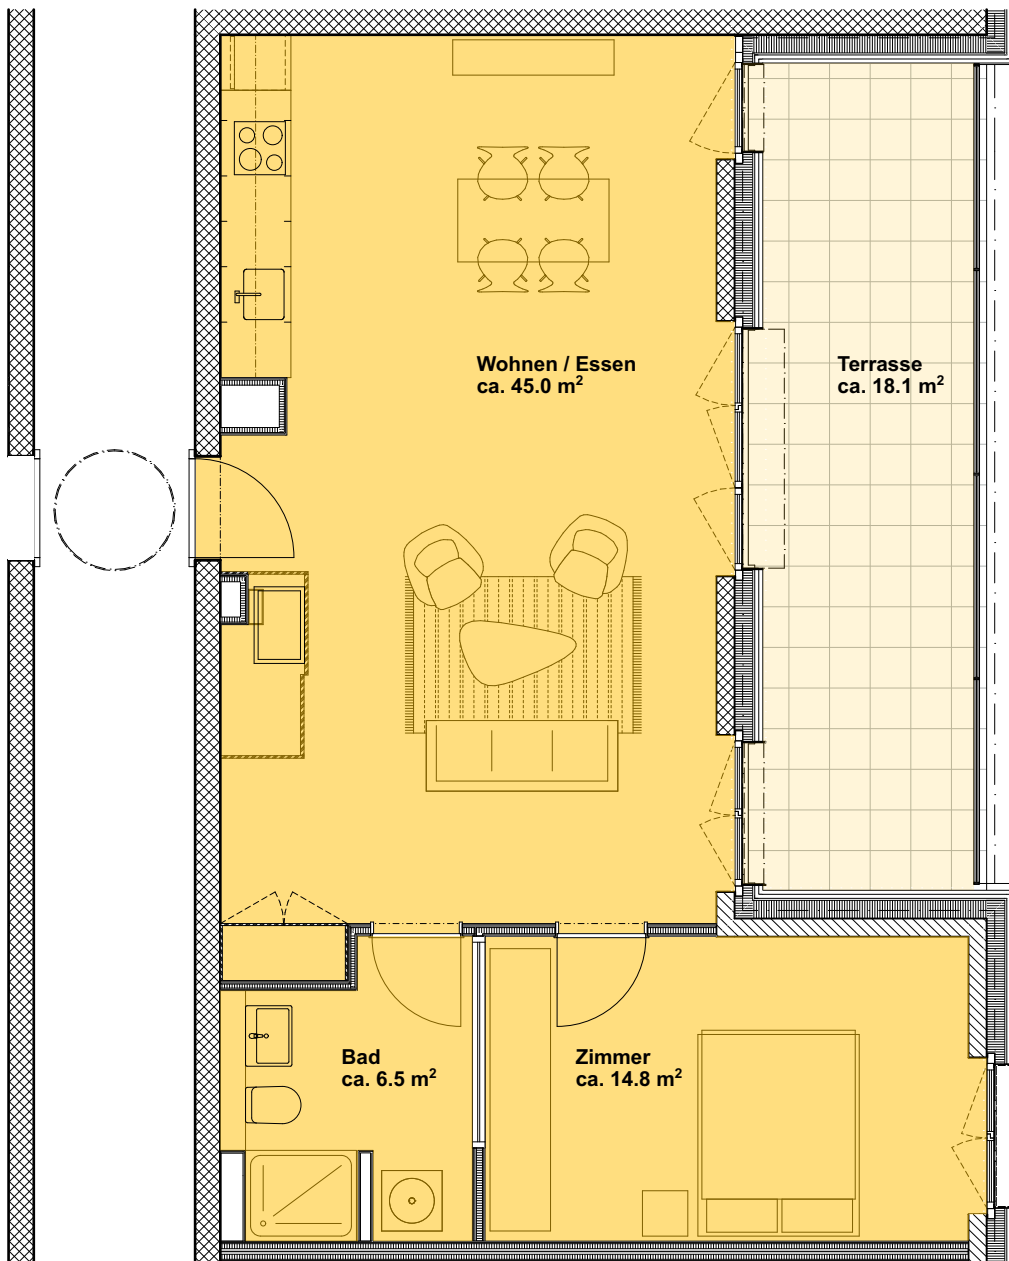 Wohnen / Essen
ca. 45.0 m²
Terrasse
ca. 18.1 m²
Bad
ca. 6.5 m²
Zimmer
ca. 14.8 m²